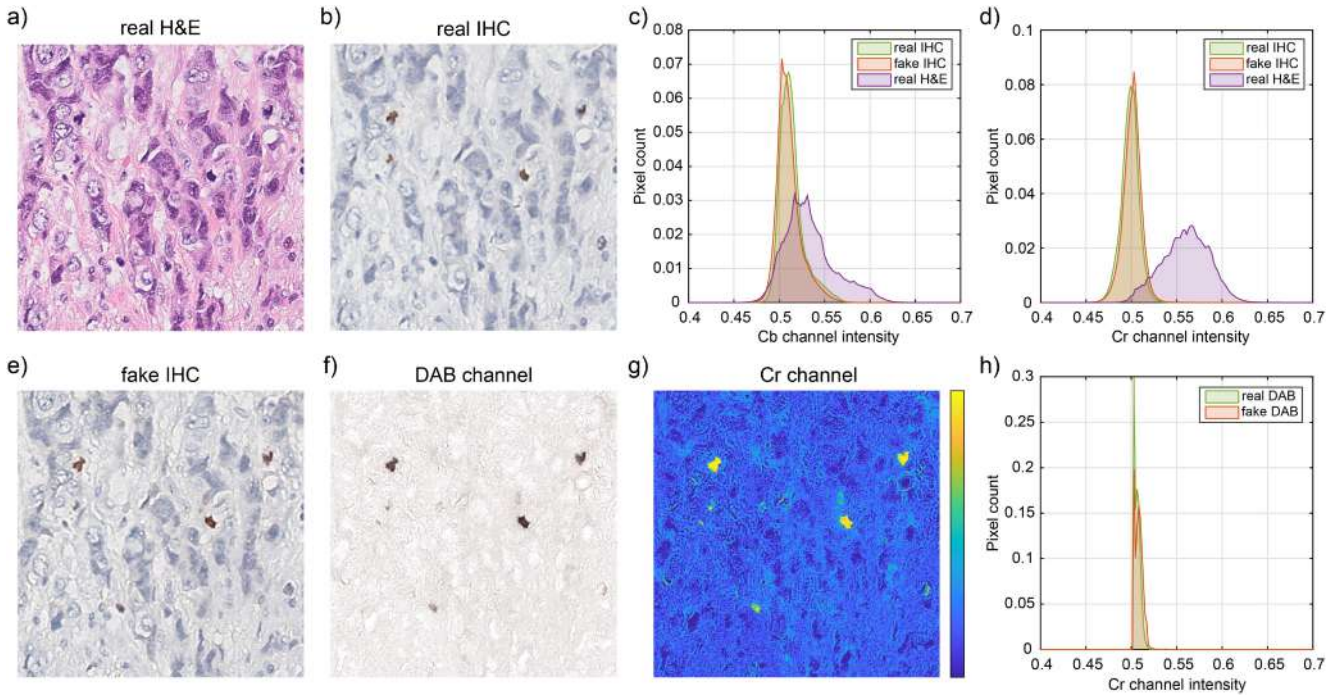 a) real H&E
b) real IHC
c)
0.08
0.07
0.06
0.05
0.04
0.03
0.02
0.01
0
Pixel count
real IHC
fake IHC
real H&E
0.4 0.45 0.5 0.55 0.6 0.65 0.7
Cb channel intensity
d)
0.1
0.08
0.06
0.04
0.02
0
Pixel count
real IHC
fake IHC
real H&E
0.4 0.45 0.5 0.55 0.6 0.65 0.7
Cr channel intensity
e) fake IHC
f) DAB channel
g) Cr channel
h)
0.3
0.25
0.2
0.15
0.1
0.05
0
Pixel count
real DAB
fake DAB
0.4 0.45 0.5 0.55 0.6 0.65 0.7
Cr channel intensity